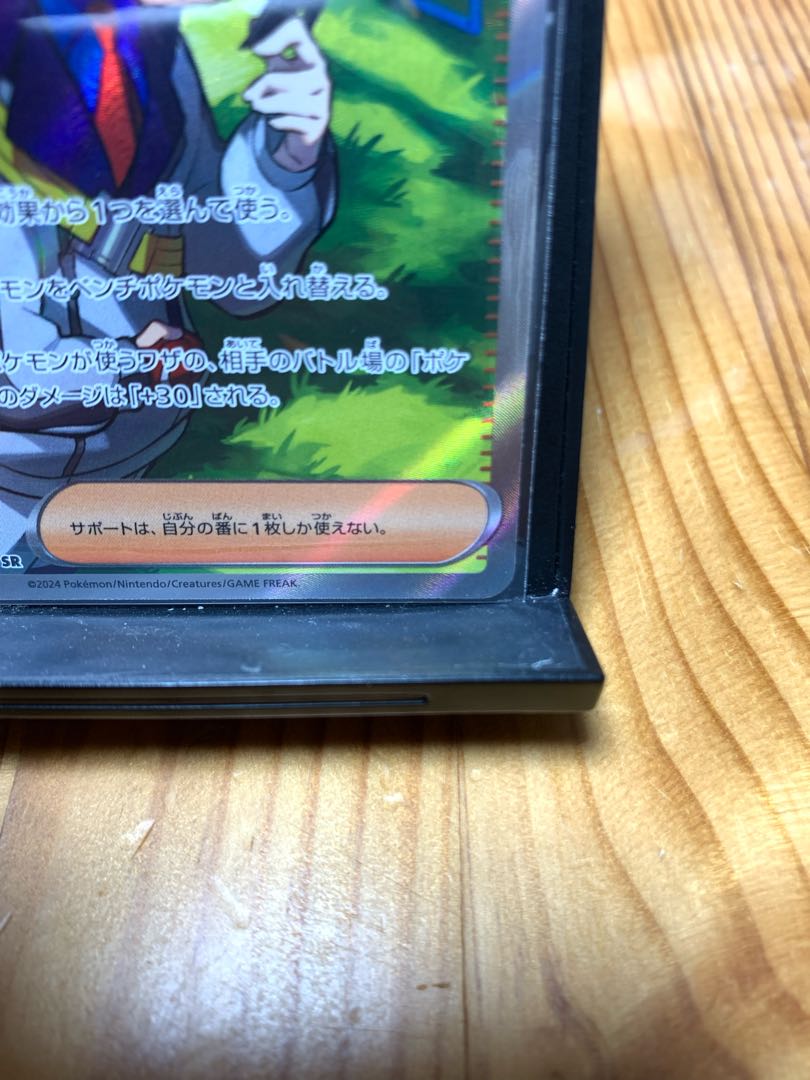 効果から1つを選んで使う。
モンをベンチポケモンと入れ替える。
ポケモンが使うワザの、相手のバトル場の「ポケ
のダメージは「+30」される。
サポートは、自分の番に1枚しか使えない。
SR
©2024 Pokémon/Nintendo/Creatures/GAME FREAK.